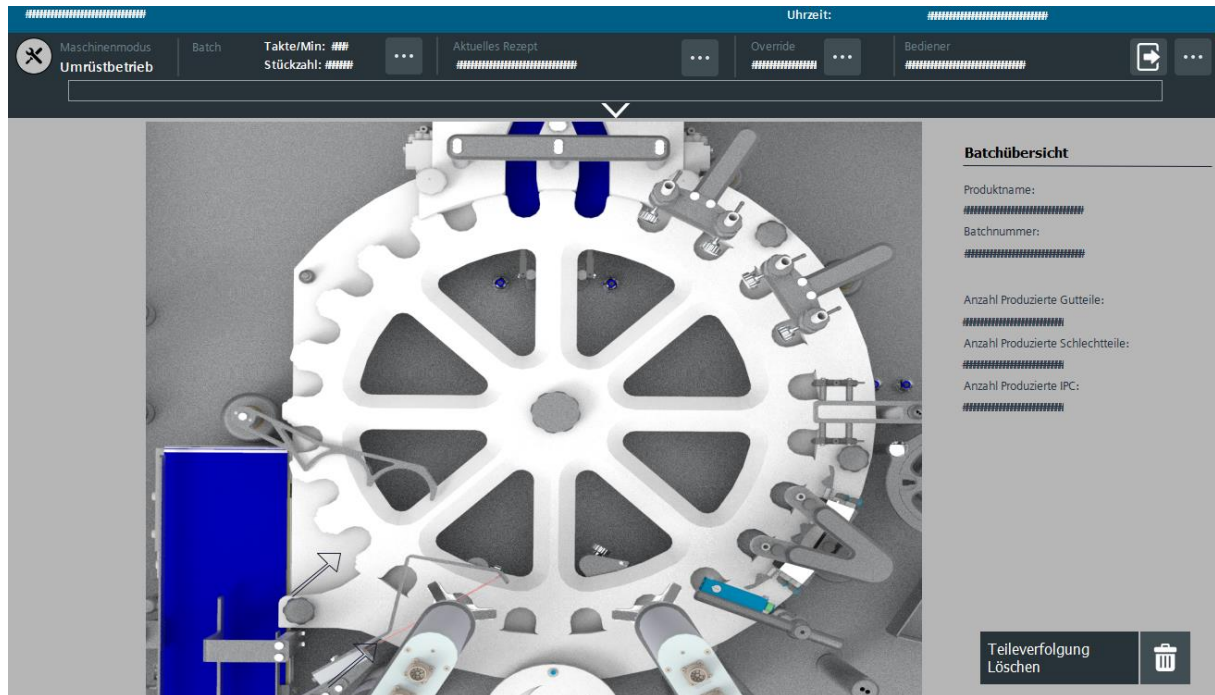 Uhrzeit:
Maschinenmodus
Umrüstbetrieb
Batch
Takte/Min: ###
Stückzahl: #####
Aktuelles Rezept
Override
Bediener
Batchübersicht
Produktname:
Batchnummer:
Anzahl Produzierte Gutteile:
Anzahl Produzierte Schlechtteile:
Anzahl Produzierte IPC:
Teileverfolgung
Löschen